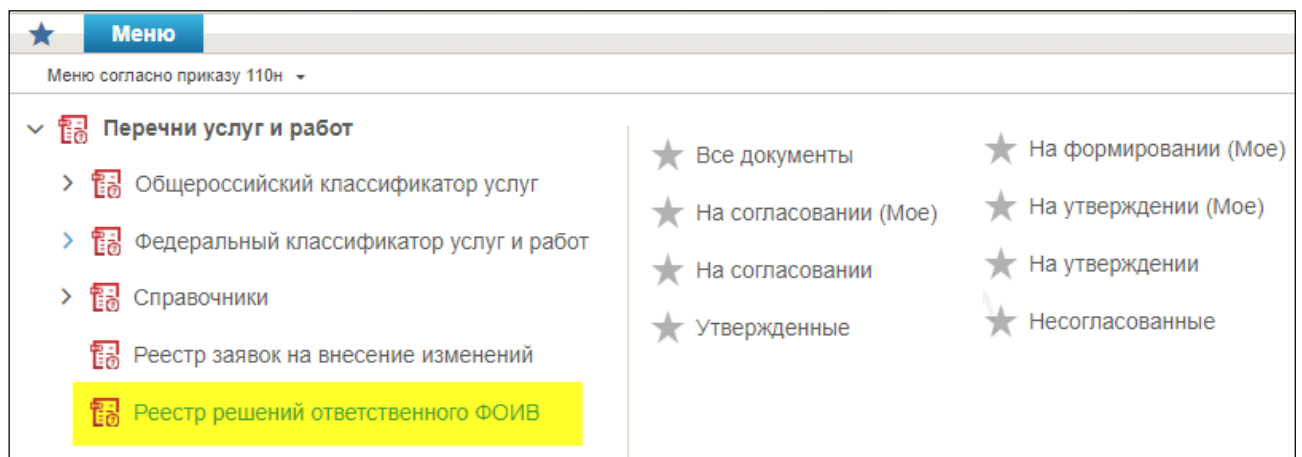 Меню
Меню согласно приказу 110н
Перечни услуг и работ
Общероссийский классификатор услуг
Федеральный классификатор услуг и работ
Справочники
Реестр заявок на внесение изменений
Реестр решений ответственного ФОИВ
Все документы
На согласовании (Мое)
На согласовании
Утвержденные
На формировании (Мое)
На утверждении (Мое)
На утверждении
Несогласованные